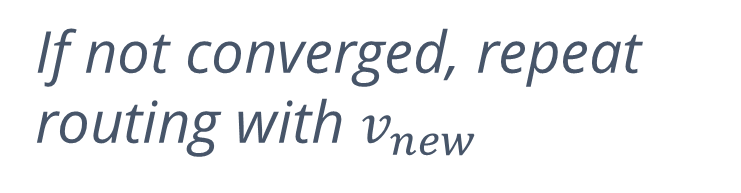 If not converged, repeat
routing with v_new